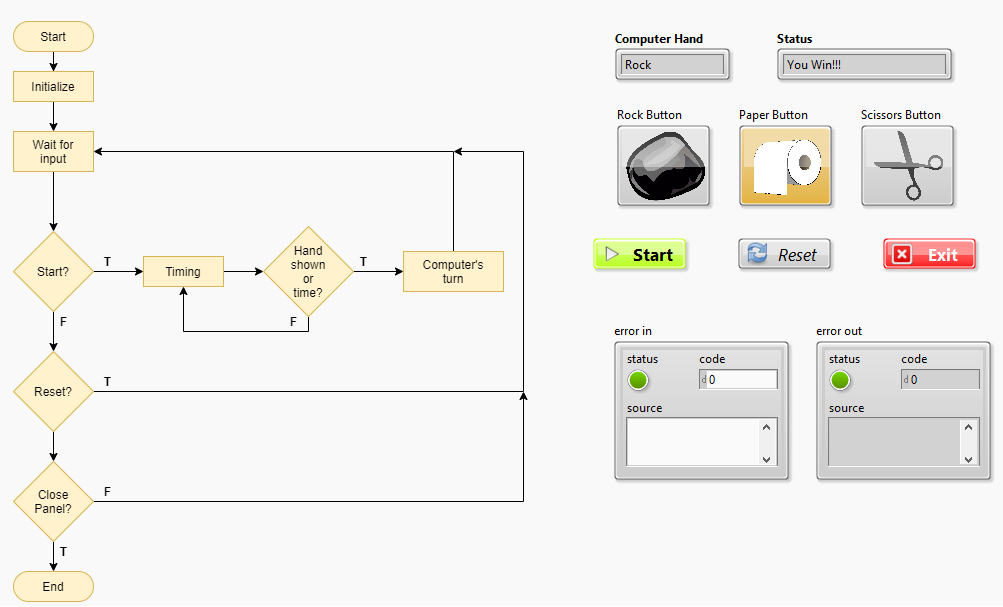 Start
Initialize
Wait for
input
Start?
T
Timing
Hand
shown
or
time?
T
Computer's
turn
F
F
Reset?
T
Close
Panel?
F
T
End
Computer Hand
Rock
Status
You Win!!!
Rock Button
Paper Button
Scissors Button
Start
Reset
Exit
error in
status
code
d 0
source
error out
status
code
d 0
source